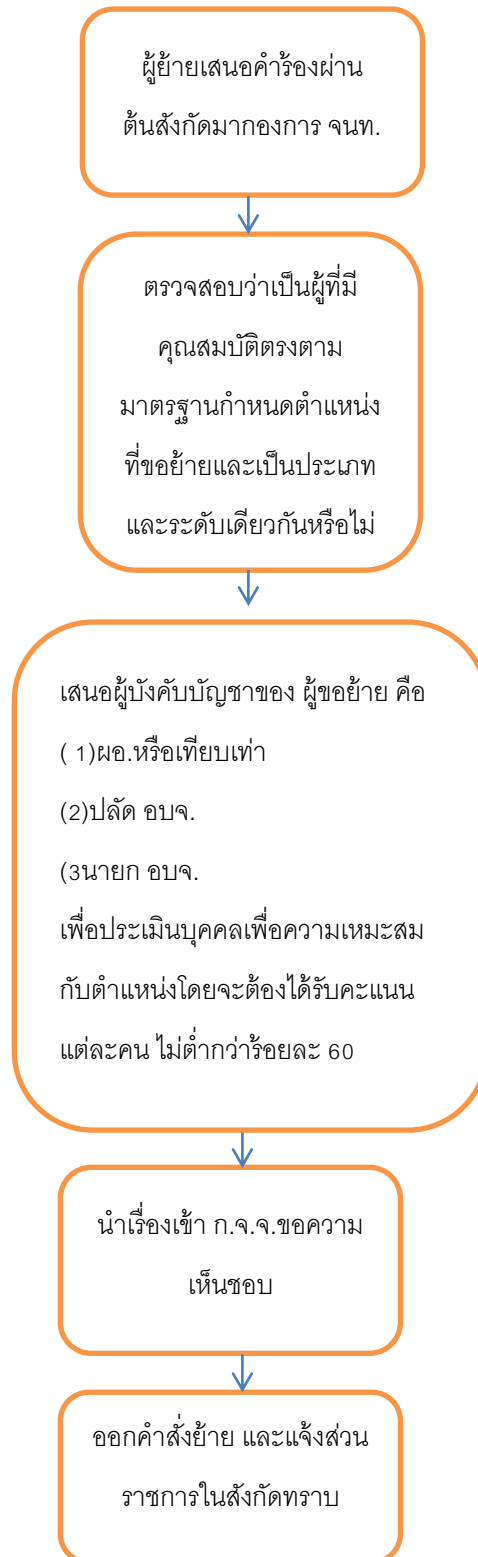 ผู้ย้ายเสนอคำร้องผ่าน
ต้นสังกัดมากองการ จนท.
ตรวจสอบว่าเป็นผู้ที่มี
คุณสมบัติตรงตาม
มาตรฐานกำหนดตำแหน่ง
ที่ขอย้ายและเป็นประเภท
และระดับเดียวกันหรือไม่
เสนอผู้บังคับบัญชาของ ผู้ขอย้าย คือ
( 1)ผอ.หรือเทียบเท่า
(2)ปลัด อบจ.
(3นายก อบจ.
เพื่อประเมินบุคคลเพื่อความเหมะสม
กับตำแหน่งโดยจะต้องได้รับคะแนน
แต่ละคน ไม่ต่ำกว่าร้อยละ 60
นำเรื่องเข้า ก.จ.จ.ขอความ
เห็นชอบ
ออกคำสั่งย้าย และแจ้งส่วน
ราชการในสังกัดทราบ